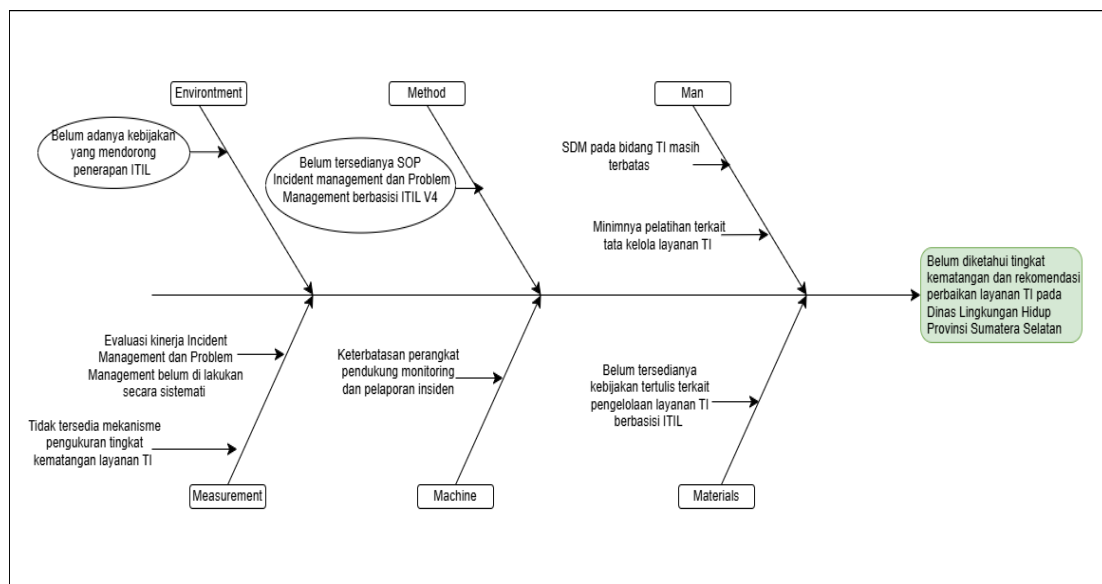 Environtment
Method
Man
Belum adanya kebijakan
yang mendorong
penerapan ITIL
Belum tersedianya SOP
Incident management dan Problem
Management berbasisi ITIL V4
SDM pada bidang TI masih
terbatas
Minimnya pelatihan terkait
tata kelola layanan TI
Belum diketahui tingkat
kematangan dan rekomendasi
perbaikan layanan TI pada
Dinas Lingkungan Hidup
Provinsi Sumatera Selatan
Evaluasi kinerja Incident
Management dan Problem
Management belum di lakukan
secara sistemati
Tidak tersedia mekanisme
pengukuran tingkat
kematangan layanan TI
Keterbatasan perangkat
pendukung monitoring
dan pelaporan insiden
Belum tersedianya
kebijakan tertulis terkait
pengelolaan layanan TI
berbasisi ITIL
Measurement
Machine
Materials